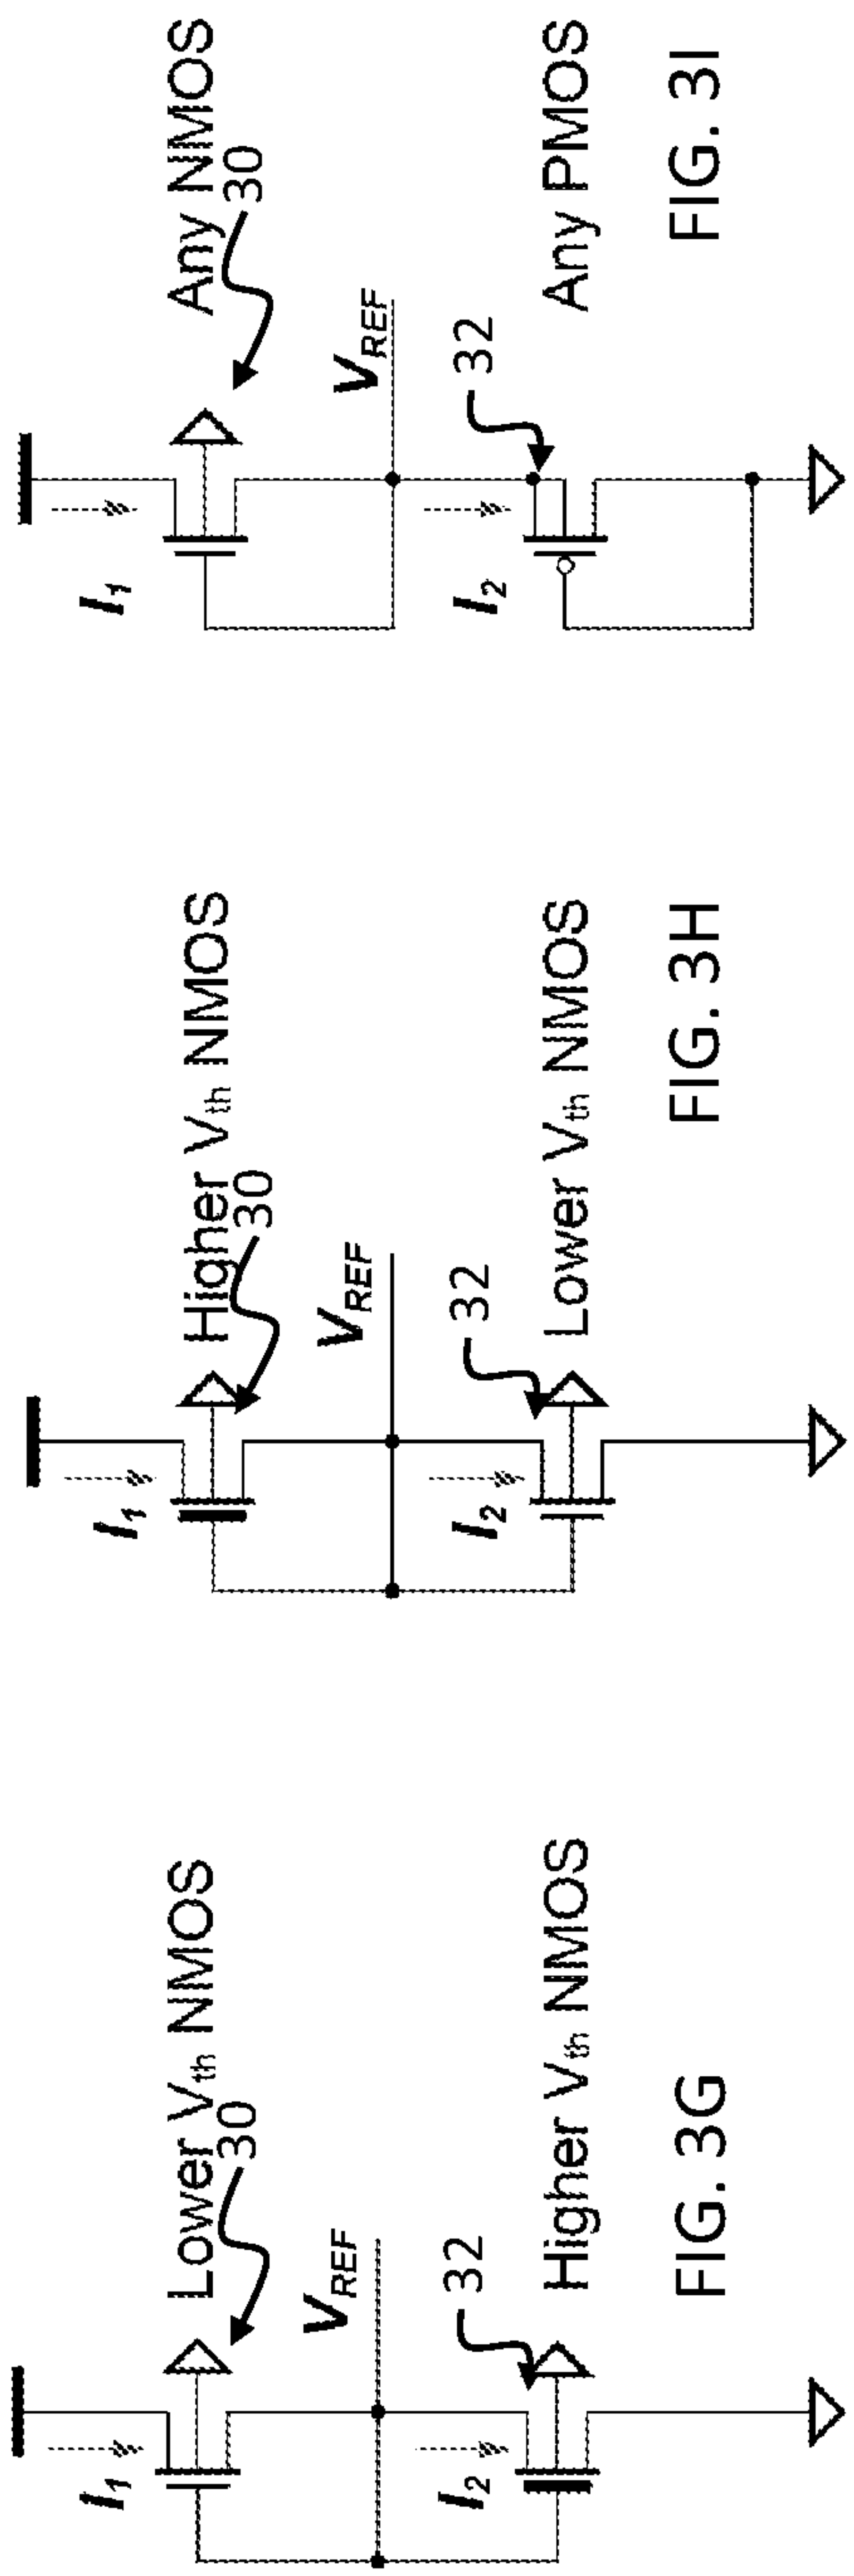 Lower Vth NMOS
30
I1
VREF
32
I2
Higher Vth NMOS
FIG. 3G
Higher Vth NMOS
30
I1
VREF
32
I2
Lower Vth NMOS
FIG. 3H
Any NMOS
30
I1
VREF
32
I2
Any PMOS
FIG. 3I